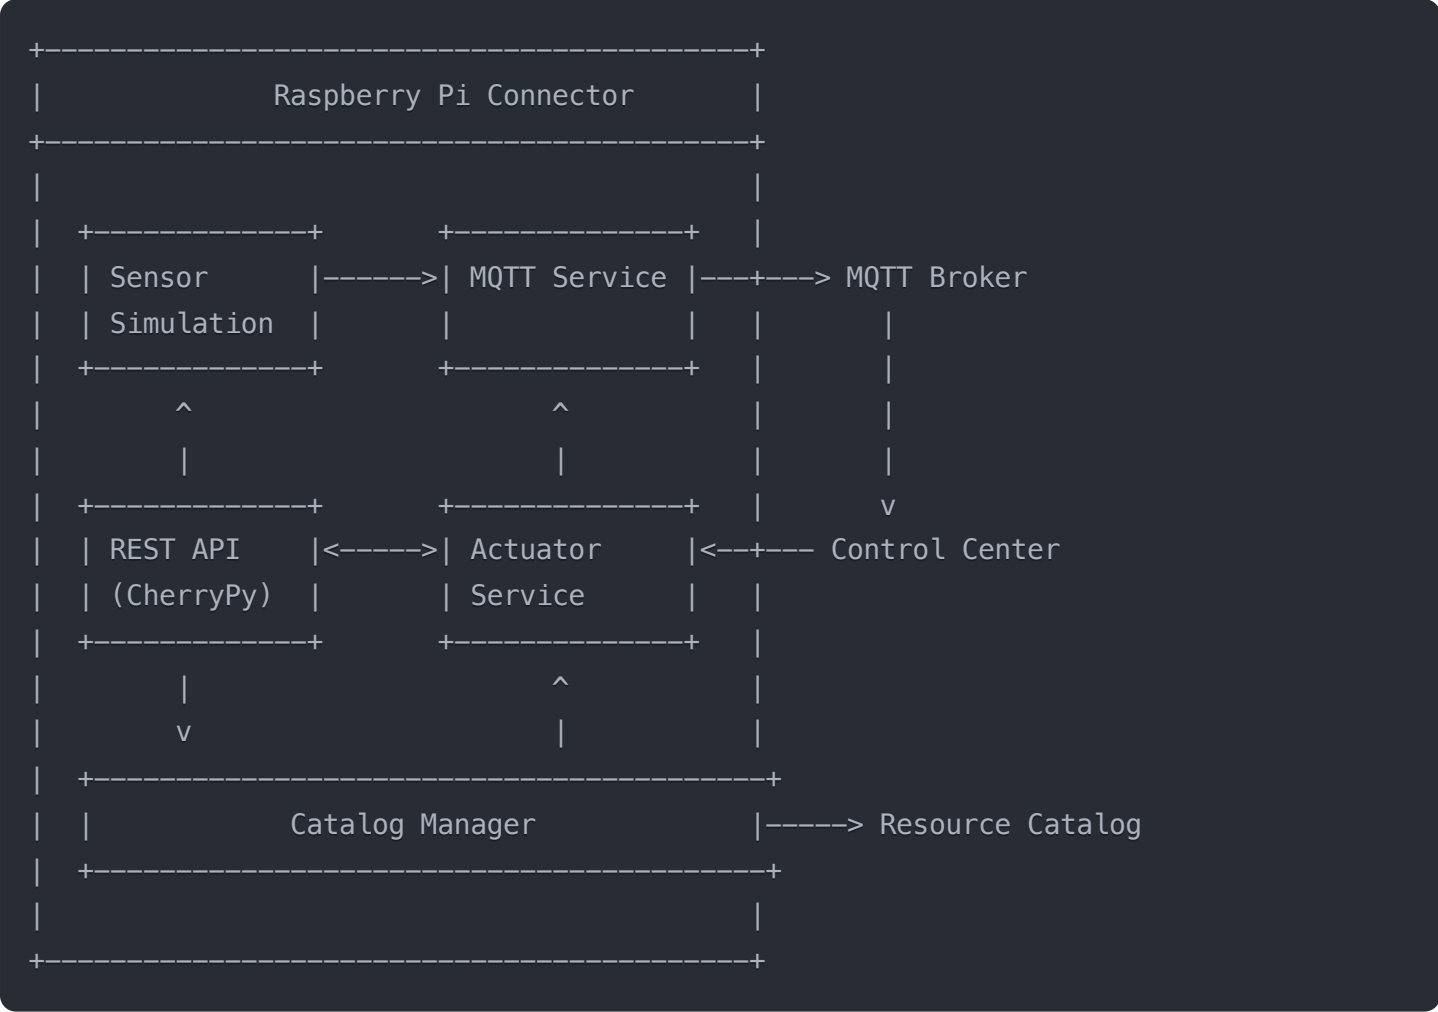 +-------------------------------------------+
|              Raspberry Pi Connector       |
+-------------------------------------------+
|                                           |
|  +-------------+       +--------------+   |
|  | Sensor      |------>| MQTT Service |---+---> MQTT Broker
|  | Simulation  |       |              |   |       |
|  +-------------+       +--------------+   |       |
|        ^                      ^           |       |
|        |                      |           |       |
|  +-------------+       +--------------+   |       v
|  | REST API    |<----->| Actuator     |<--+--- Control Center
|  | (CherryPy)  |       | Service      |   |
|  +-------------+       +--------------+   |
|        |                      ^           |
|        v                      |           |
|  +-----------------------------------------+
|  |            Catalog Manager             |-----> Resource Catalog
|  +-----------------------------------------+
|                                           |
+-------------------------------------------+